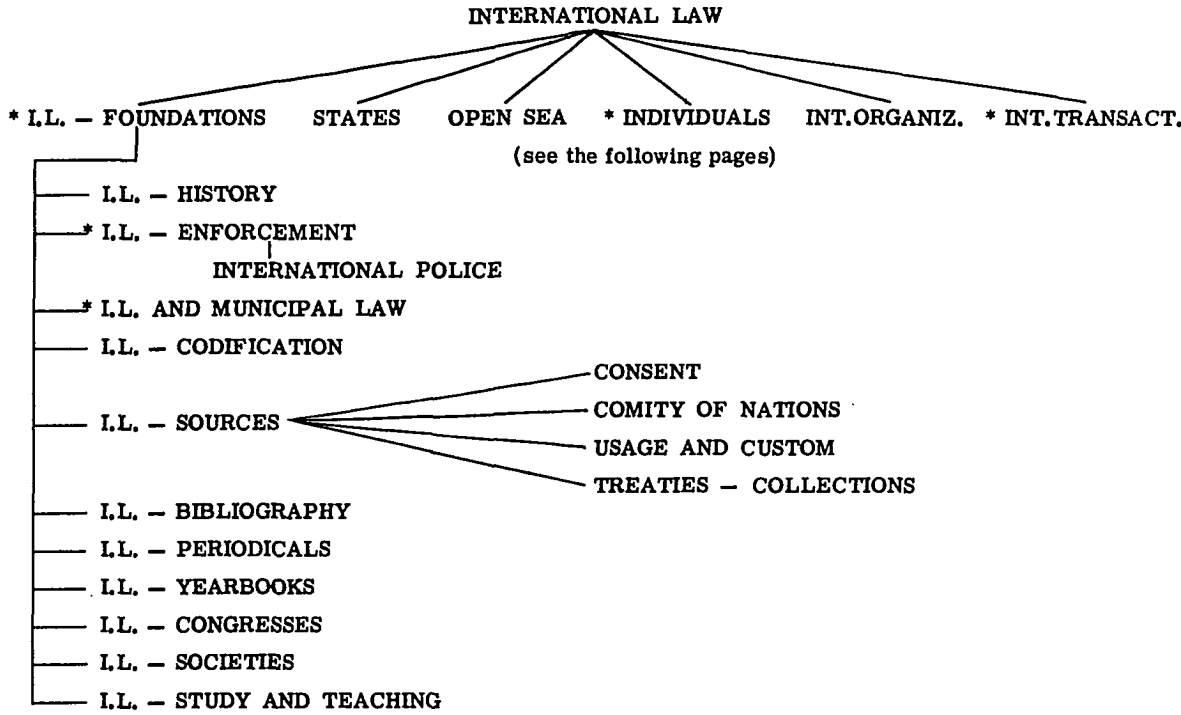 INTERNATIONAL LAW
* I.L. — FOUNDATIONS STATES OPEN SEA * INDIVIDUALS INT.ORGANIZ. * INT.TRANSACT.
(see the following pages)
I.L. — HISTORY
* I.L. — ENFORCEMENT
INTERNATIONAL POLICE
* I.L. AND MUNICIPAL LAW
I.L. — CODIFICATION
CONSENT
COMITY OF NATIONS
I.L. — SOURCES
USAGE AND CUSTOM
TREATIES — COLLECTIONS
I.L. — BIBLIOGRAPHY
I.L. — PERIODICALS
I.L. — YEARBOOKS
I.L. — CONGRESSES
I.L. — SOCIETIES
I.L. — STUDY AND TEACHING